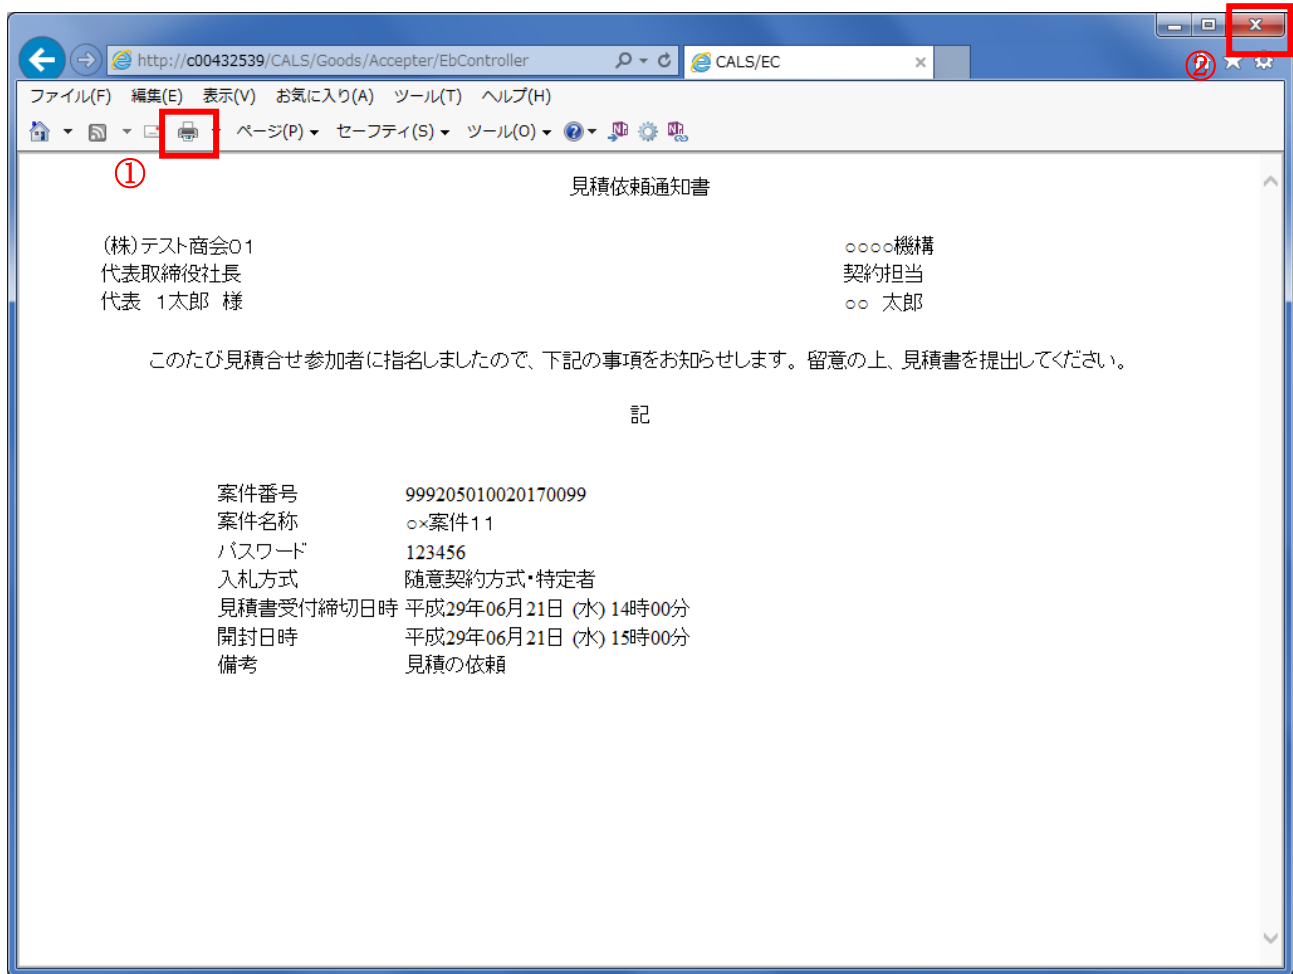 http://c00432539/CALS/Goods/Accepter/EbController
CALS/EC
②
ファイル(F) 編集(E) 表示(V) お気に入り(A) ツール(T) ヘルプ(H)
ページ(P) セーフティ(S) ツール(O)
①
見積依頼通知書
(株)テスト商会01 ○○○○機構
代表取締役社長 契約担当
代表 1太郎 様 ○○ 太郎
このたび見積合せ参加者に指名しましたので、下記の事項をお知らせします。留意の上、見積書を提出してください。
記
案件番号 999205010020170099
案件名称 ○×案件11
パスワード 123456
入札方式 随意契約方式・特定者
見積書受付締切日時 平成29年06月21日 (水) 14時00分
開封日時 平成29年06月21日 (水) 15時00分
備考 見積の依頼